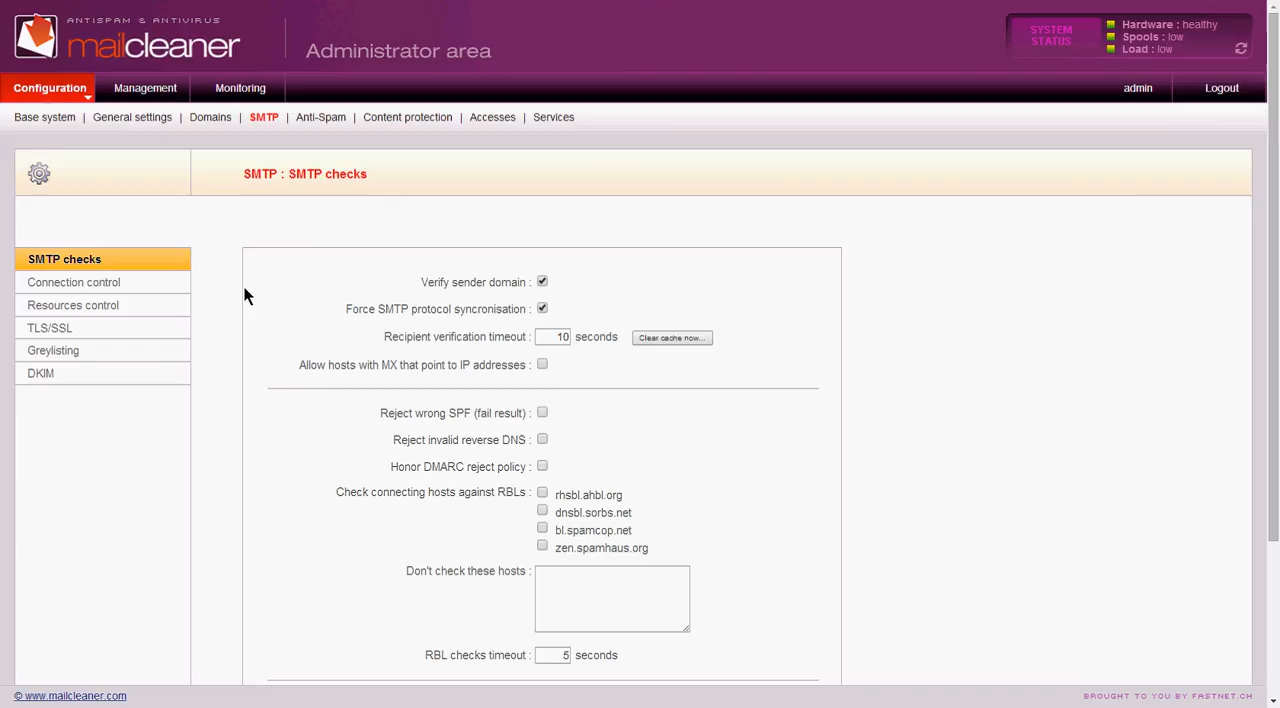 ANTISPAM & ANTIVIRUS
mailcleaner
Administrator area
SYSTEM STATUS
Hardware : healthy
Spools : low
Load : low
Configuration Management Monitoring admin Logout
Base system | General settings | Domains | SMTP | Anti-Spam | Content protection | Accesses | Services
SMTP : SMTP checks
SMTP checks
Connection control
Resources control
TLS/SSL
Greylisting
DKIM
Verify sender domain :
Force SMTP protocol syncronisation :
Recipient verification timeout : 10 seconds Clear cache now...
Allow hosts with MX that point to IP addresses :
Reject wrong SPF (fail result) :
Reject invalid reverse DNS :
Honor DMARC reject policy :
Check connecting hosts against RBLs : rhsbl.ahbl.org
dnsbl.sorbs.net
bl.spamcop.net
zen.spamhaus.org
Don't check these hosts :
RBL checks timeout : 5 seconds
© www.mailcleaner.com
BROUGHT TO YOU BY FASTNET.CH